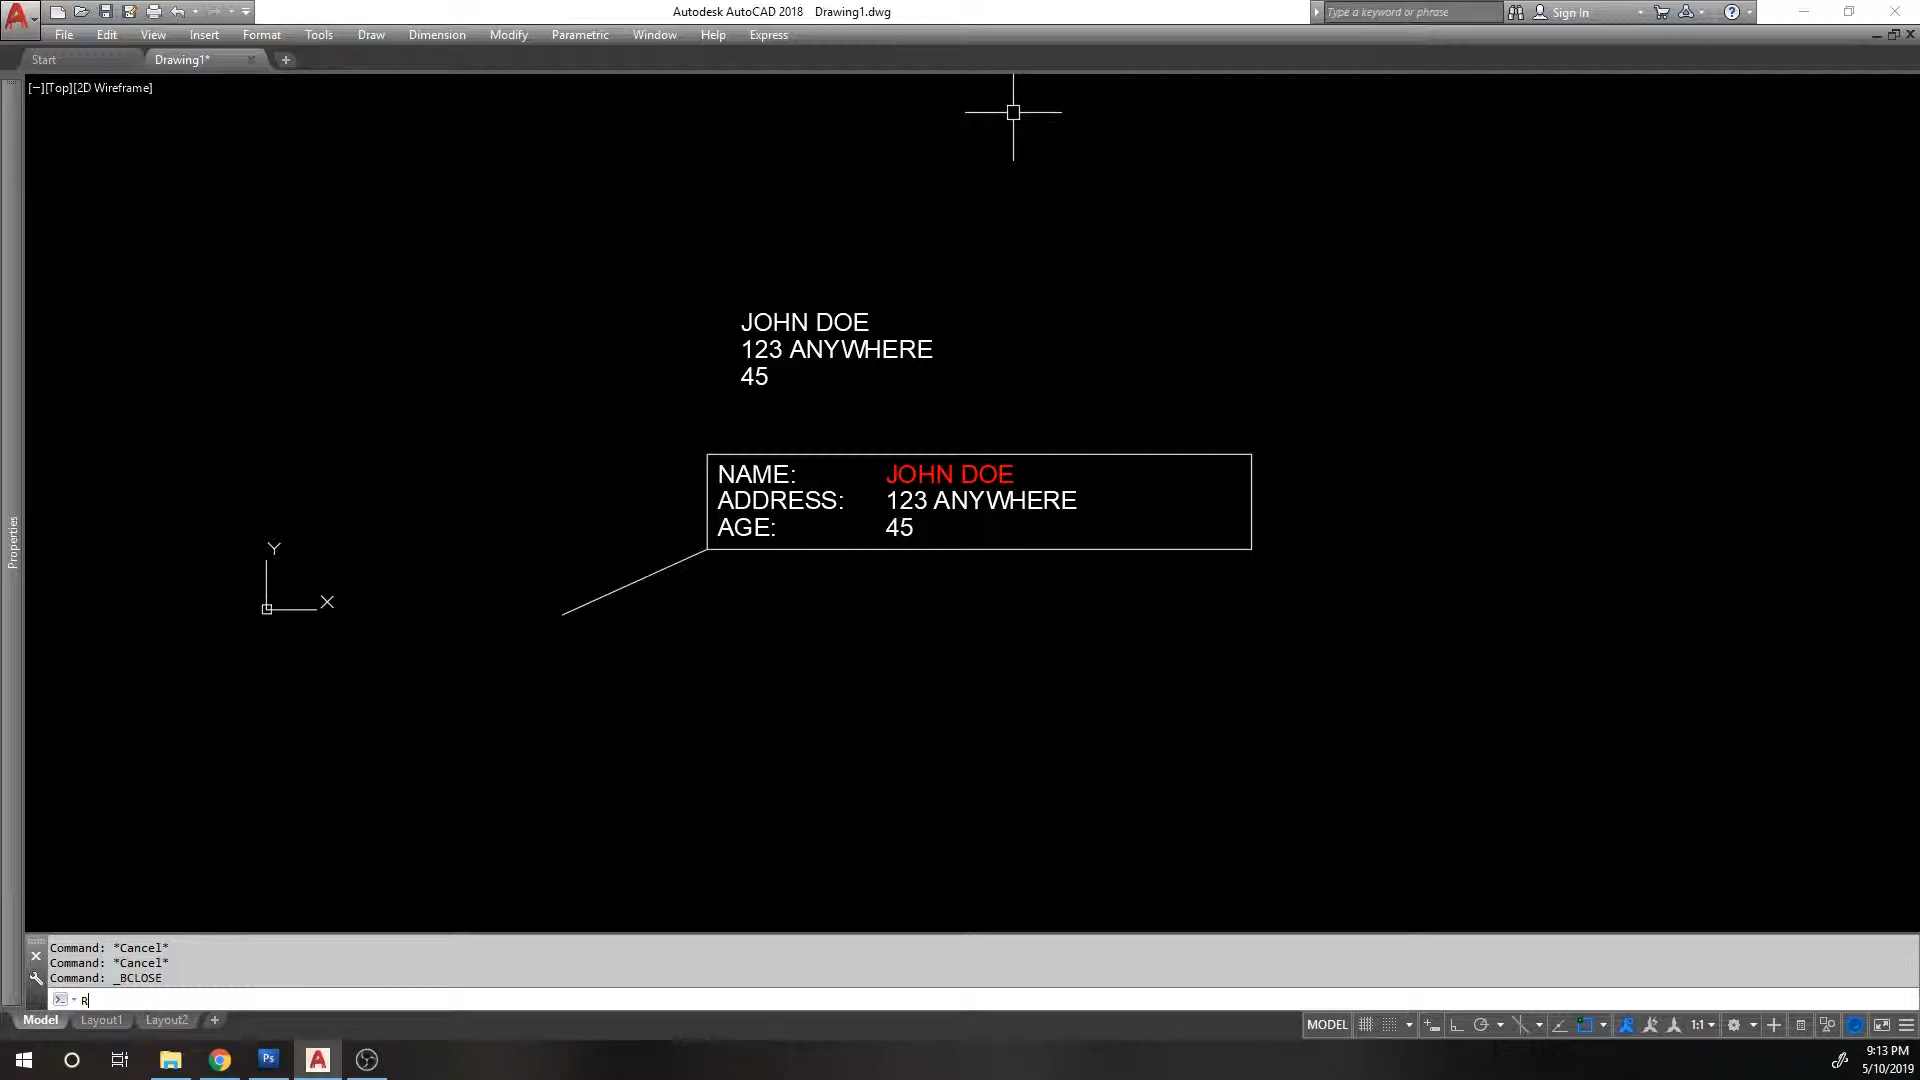 Autodesk AutoCAD 2018 Drawing1.dwg
Type a keyword or phrase
Sign In
File Edit View Insert Format Tools Draw Dimension Modify Parametric Window Help Express
Start Drawing1*
[−][Top][2D Wireframe]
JOHN DOE
123 ANYWHERE
45
NAME: JOHN DOE
ADDRESS: 123 ANYWHERE
AGE: 45
Y
X
Properties
Command: *Cancel*
Command: *Cancel*
Command: _BCLOSE
R
Model Layout1 Layout2
MODEL 1:1
Ps
9:13 PM
5/10/2019